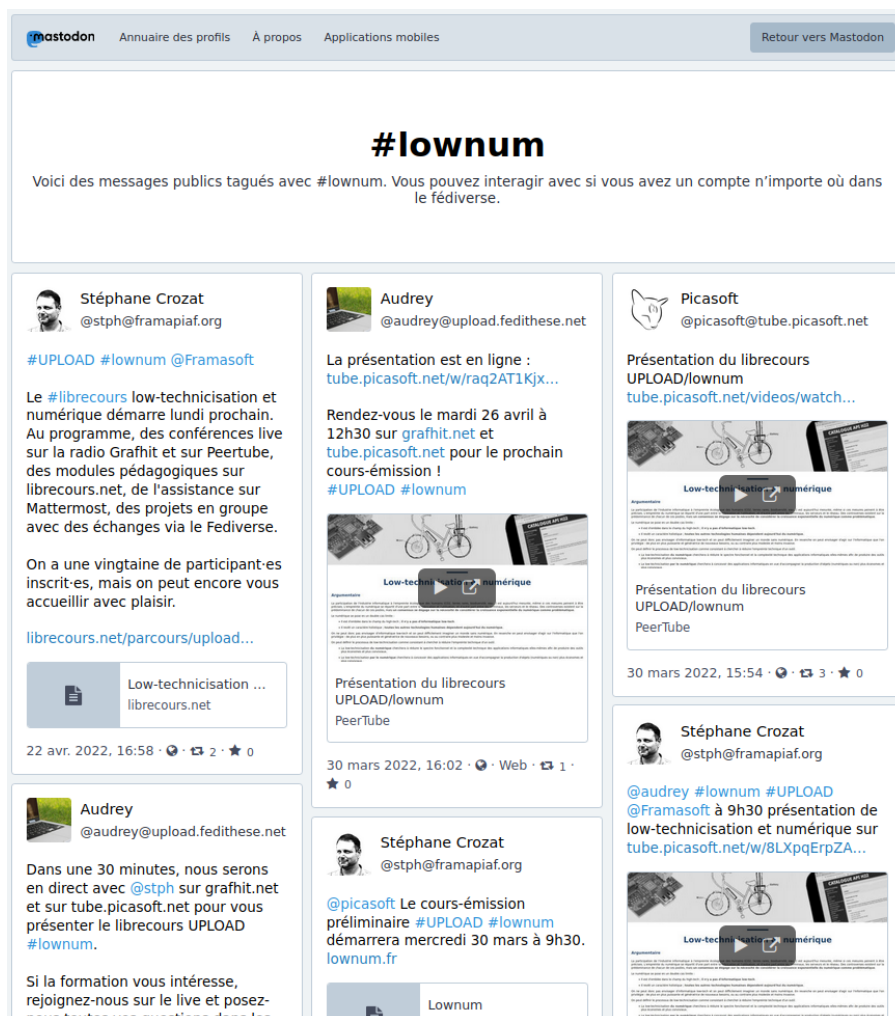 mastodon Annuaire des profils À propos Applications mobiles Retour vers Mastodon
#lownum
Voici des messages publics tagués avec #lownum. Vous pouvez interagir avec si vous avez un compte n’importe où dans
le fédiverse.
Stéphane Crozat
@stph@framapiaf.org
#UPLOAD #lownum @Framasoft
Le #librecours low-technicisation et
numérique démarre lundi prochain.
Au programme, des conférences live
sur la radio Grafhit et sur Peertube,
des modules pédagogiques sur
librecours.net, de l'assistance sur
Mattermost, des projets en groupe
avec des échanges via le Fediverse.
On a une vingtaine de participant·es
inscrit·es, mais on peut encore vous
accueillir avec plaisir.
librecours.net/parcours/upload…
Low-technicisation …
librecours.net
22 avr. 2022, 16:58 · · 2 · 0
Audrey
@audrey@upload.fedithese.net
Dans une 30 minutes, nous serons
en direct avec @stph sur grafhit.net
et sur tube.picasoft.net pour vous
présenter le librecours UPLOAD
#lownum.
Si la formation vous intéresse,
rejoignez-nous sur le live et posez-
Audrey
@audrey@upload.fedithese.net
La présentation est en ligne :
tube.picasoft.net/w/raq2AT1Kjx…
Rendez-vous le mardi 26 avril à
12h30 sur grafhit.net et
tube.picasoft.net pour le prochain
cours-émission !
#UPLOAD #lownum
CATALOGUE API N2O
Low-technicisation numérique
Argumentaire
Présentation du librecours
UPLOAD/lownum
PeerTube
30 mars 2022, 16:02 · · Web · 1 ·
0
Stéphane Crozat
@stph@framapiaf.org
@picasoft Le cours-émission
préliminaire #UPLOAD #lownum
démarrera mercredi 30 mars à 9h30.
lownum.fr
Lownum
Picasoft
@picasoft@tube.picasoft.net
Présentation du librecours
UPLOAD/lownum
tube.picasoft.net/videos/watch…
Low-technicisation numérique
Argumentaire
Présentation du librecours
UPLOAD/lownum
PeerTube
30 mars 2022, 15:54 · · 3 · 0
Stéphane Crozat
@stph@framapiaf.org
@audrey #lownum #UPLOAD
@Framasoft à 9h30 présentation de
low-technicisation et numérique sur
tube.picasoft.net/w/8LXpqErpZA…
Low-technicisation numérique
Argumentaire